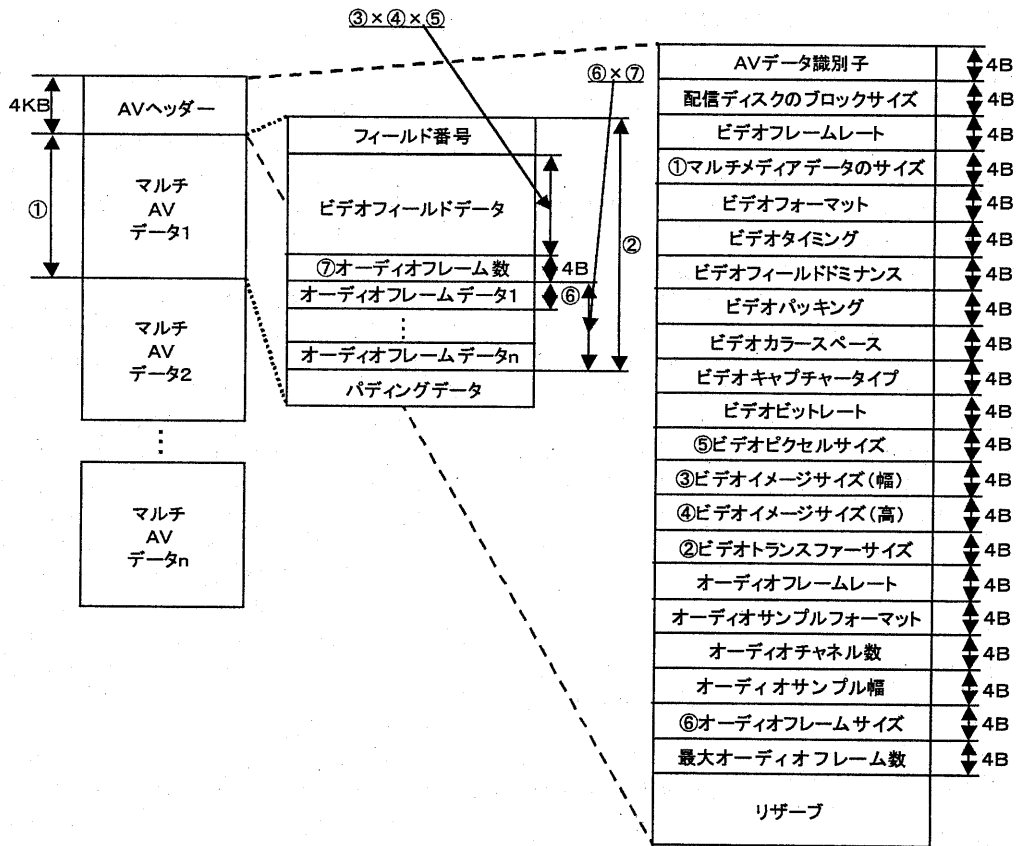 ③×④×⑤
⑥×⑦
4KB
AVヘッダー
①
マルチ
AV
データ1
マルチ
AV
データ2
マルチ
AV
データn
フィールド番号
ビデオフィールドデータ
②
⑦オーディオフレーム数
4B
オーディオフレームデータ1
⑥
オーディオフレームデータn
パディングデータ
AVデータ識別子
4B
配信ディスクのブロックサイズ
4B
ビデオフレームレート
4B
①マルチメディアデータのサイズ
4B
ビデオフォーマット
4B
ビデオタイミング
4B
ビデオフィールドドミナンス
4B
ビデオパッキング
4B
ビデオカラースペース
4B
ビデオキャプチャータイプ
4B
ビデオビットレート
4B
⑤ビデオピクセルサイズ
4B
③ビデオイメージサイズ(幅)
4B
④ビデオイメージサイズ(高)
4B
②ビデオトランスファーサイズ
4B
オーディオフレームレート
4B
オーディオサンプルフォーマット
4B
オーディオチャネル数
4B
オーディオサンプル幅
4B
⑥オーディオフレームサイズ
4B
最大オーディオフレーム数
4B
リザーブ